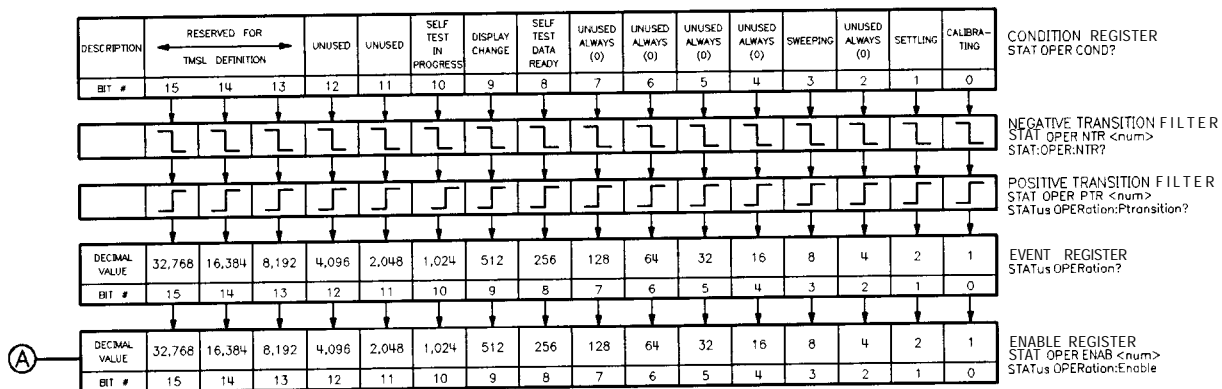 DESCRIPTION
RESERVED FOR
TMSL DEFINITION
UNUSED
UNUSED
SELF
TEST
IN
PROGRESS
DISPLAY
CHANGE
SELF
TEST
DATA
READY
UNUSED
ALWAYS
(0)
UNUSED
ALWAYS
(0)
UNUSED
ALWAYS
(0)
UNUSED
ALWAYS
(0)
SWEEPING
UNUSED
ALWAYS
(0)
SETTLING
CALIBRA-
TING
CONDITION REGISTER
STAT OPER COND?
BIT # 15 14 13 12 11 10 9 8 7 6 5 4 3 2 1 0
NEGATIVE TRANSITION FILTER
STAT OPER NTR <num>
STAT:OPER:NTR?
POSITIVE TRANSITION FILTER
STAT OPER PTR <num>
STATus OPERation:Ptransition?
DECIMAL
VALUE
32,768 16,384 8,192 4,096 2,048 1,024 512 256 128 64 32 16 8 4 2 1
BIT # 15 14 13 12 11 10 9 8 7 6 5 4 3 2 1 0
EVENT REGISTER
STATus OPERation?
A
DECIMAL
VALUE
32,768 16,384 8,192 4,096 2,048 1,024 512 256 128 64 32 16 8 4 2 1
BIT # 15 14 13 12 11 10 9 8 7 6 5 4 3 2 1 0
ENABLE REGISTER
STAT OPER ENAB <num>
STATus OPERation:Enable